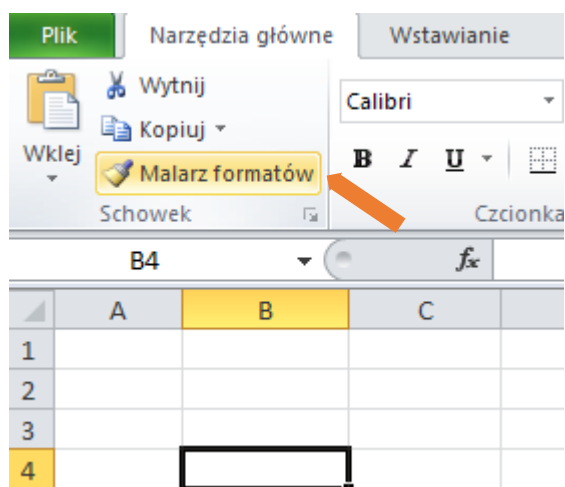 Plik Narzędzia główne Wstawianie
Wytnij
Kopiuj
Wklej
Malarz formatów
Schowek
Calibri
B I U
Czcionka
B4 fx
A B C
1
2
3
4